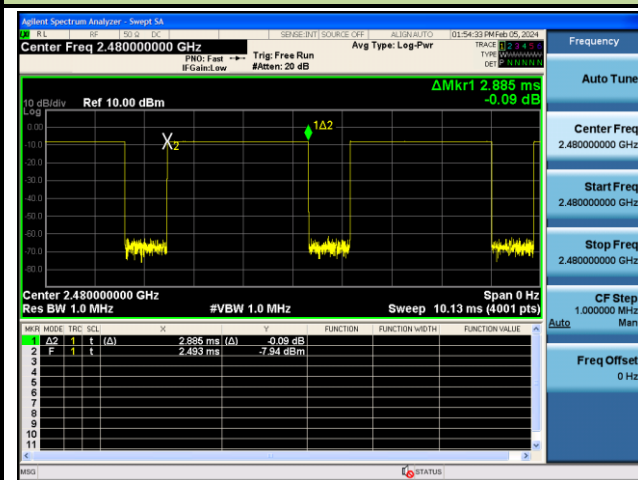 Agilent Spectrum Analyzer - Swept SA
RL RF 50 Ω DC SENSE:INT SOURCE OFF ALIGNAUTO 01:54:33 PM Feb 05, 2024
Center Freq 2.480000000 GHz
PNO: Fast
IFGain:Low
Trig: Free Run
#Atten: 20 dB
Avg Type: Log-Pwr
TRACE 1 2 3 4 5 6
TYPE
DET P N N N N N
ΔMkr1 2.885 ms
-0.09 dB
10 dB/div Ref 10.00 dBm
Log
0.00
-10.0
-20.0
-30.0
-40.0
-50.0
-60.0
-70.0
-80.0
X2
1Δ2
Center 2.480000000 GHz Span 0 Hz
Res BW 1.0 MHz #VBW 1.0 MHz Sweep 10.13 ms (4001 pts)
MKR MODE TRC SCL X Y FUNCTION FUNCTION WIDTH FUNCTION VALUE
1 Δ2 1 t (Δ) 2.885 ms (Δ) -0.09 dB
2 F 1 t 2.493 ms -7.94 dBm
3
4
5
6
7
8
9
10
11
MSG STATUS
Frequency
Auto Tune
Center Freq
2.480000000 GHz
Start Freq
2.480000000 GHz
Stop Freq
2.480000000 GHz
CF Step
1.000000 MHz
Auto Man
Freq Offset
0 Hz